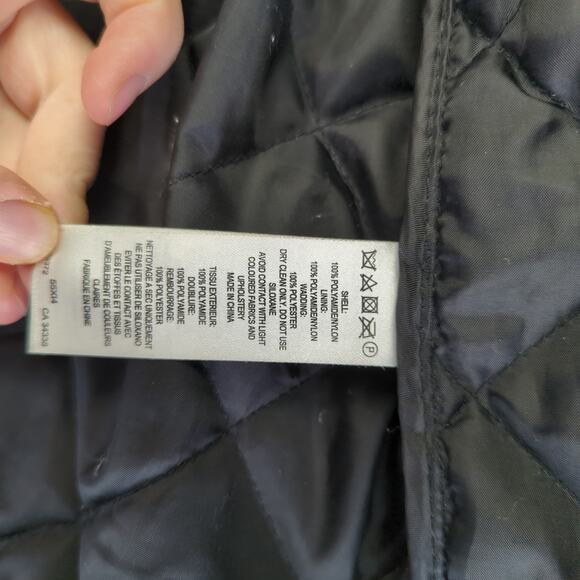 P
SHELL:
100% POLYAMIDE/NYLON
LINING:
100% POLYAMIDE/NYLON
WADDING:
100% POLYESTER
DRY CLEAN ONLY. DO NOT USE
SILOXANE
AVOID CONTACT WITH LIGHT
COLORED FABRICS AND
UPHOLSTERY
MADE IN CHINA
TISSU EXTERIEUR:
100% POLYAMIDE
DOUBLURE:
100% POLYAMIDE
REMBOURRAGE:
100% POLYESTER
NETTOYAGE A SEC UNIQUEMENT
NE PAS UTILISER DE SILOXANO
EVITER LE CONTACT AVEC
DES ÉTOFFES ET TISSUS
D'AMEUBLEMENT DE COULEURS
CLAIRES
FABRIQUE EN CHINE
CA 34339